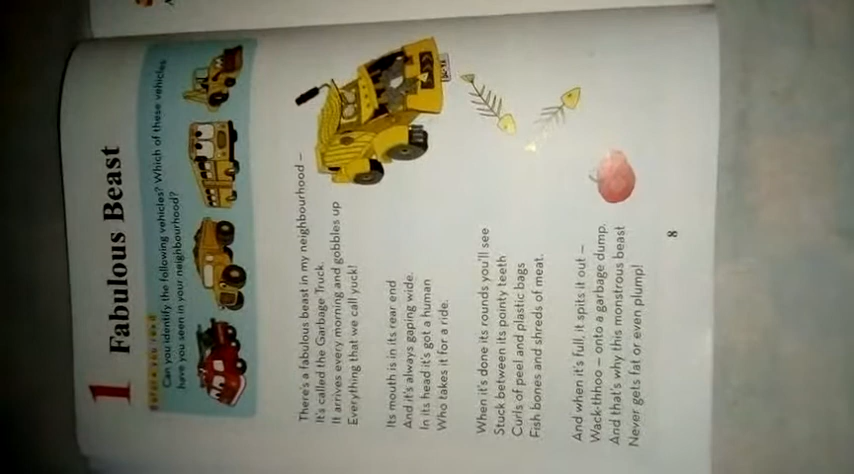 1 Fabulous Beast
Before you read
Can you identify the following vehicles? Which of these vehicles
have you seen in your neighbourhood?
There's a fabulous beast in my neighbourhood –
It's called the Garbage Truck.
It arrives every morning and gobbles up
Everything that we call yuck!
Its mouth is in its rear end
And it's always gaping wide.
In its head it's got a human
Who takes it for a ride.
When it's done its rounds you'll see
Stuck between its pointy teeth
Curls of peel and plastic bags
Fish bones and shreds of meat.
And when it's full, it spits it out –
Wack-thhoo – onto a garbage dump.
And that's why this monstrous beast
Never gets fat or even plump!
8